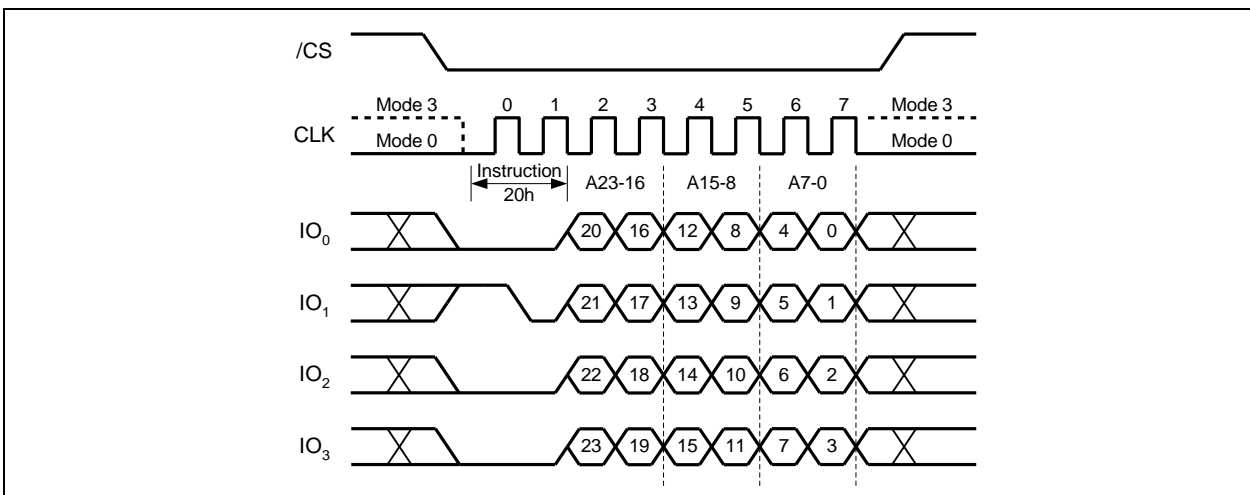 /CS
Mode 3 0 1 2 3 4 5 6 7 Mode 3
CLK
Mode 0 Mode 0
Instruction
20h
A23-16 A15-8 A7-0
IO0 20 16 12 8 4 0
IO1 21 17 13 9 5 1
IO2 22 18 14 10 6 2
IO3 23 19 15 11 7 3